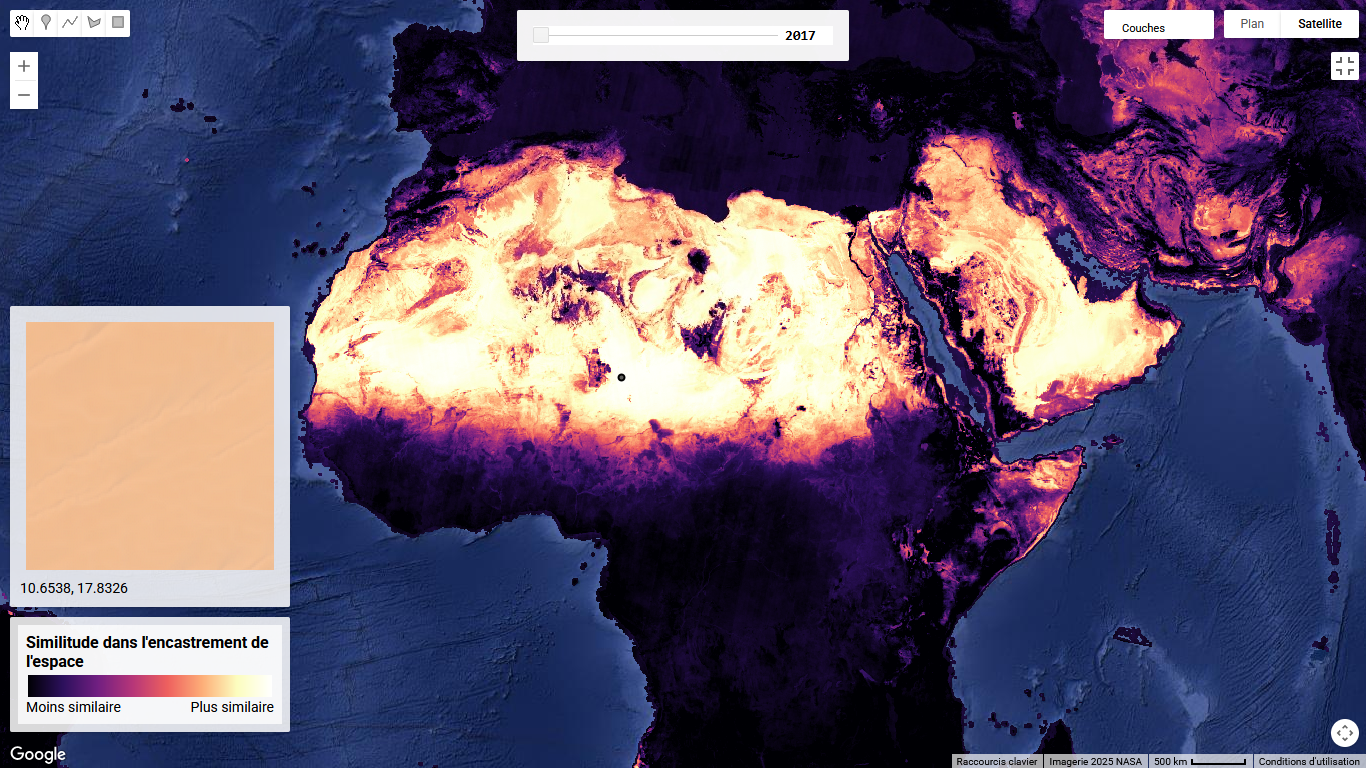 2017
Couches
Plan
Satellite
10.6538, 17.8326
Similitude dans l'encastrement de
l'espace
Moins similaire
Plus similaire
Google
Raccourcis clavier
Imagerie 2025 NASA
500 km
Conditions d'utilisation